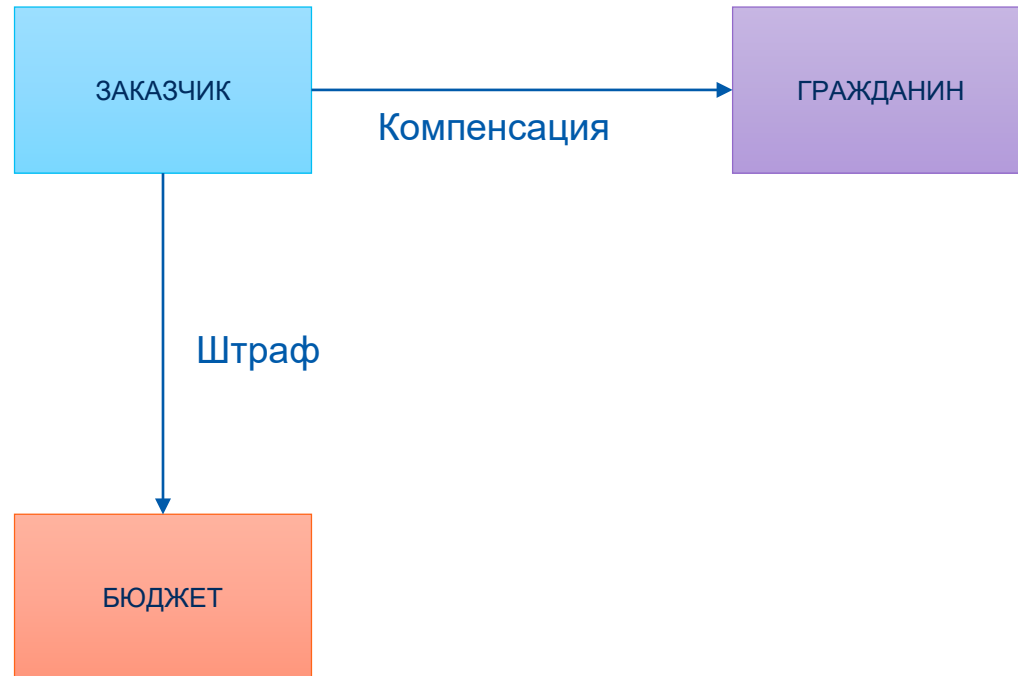 ЗАКАЗЧИК
ГРАЖДАНИН
Компенсация
Штраф
БЮДЖЕТ